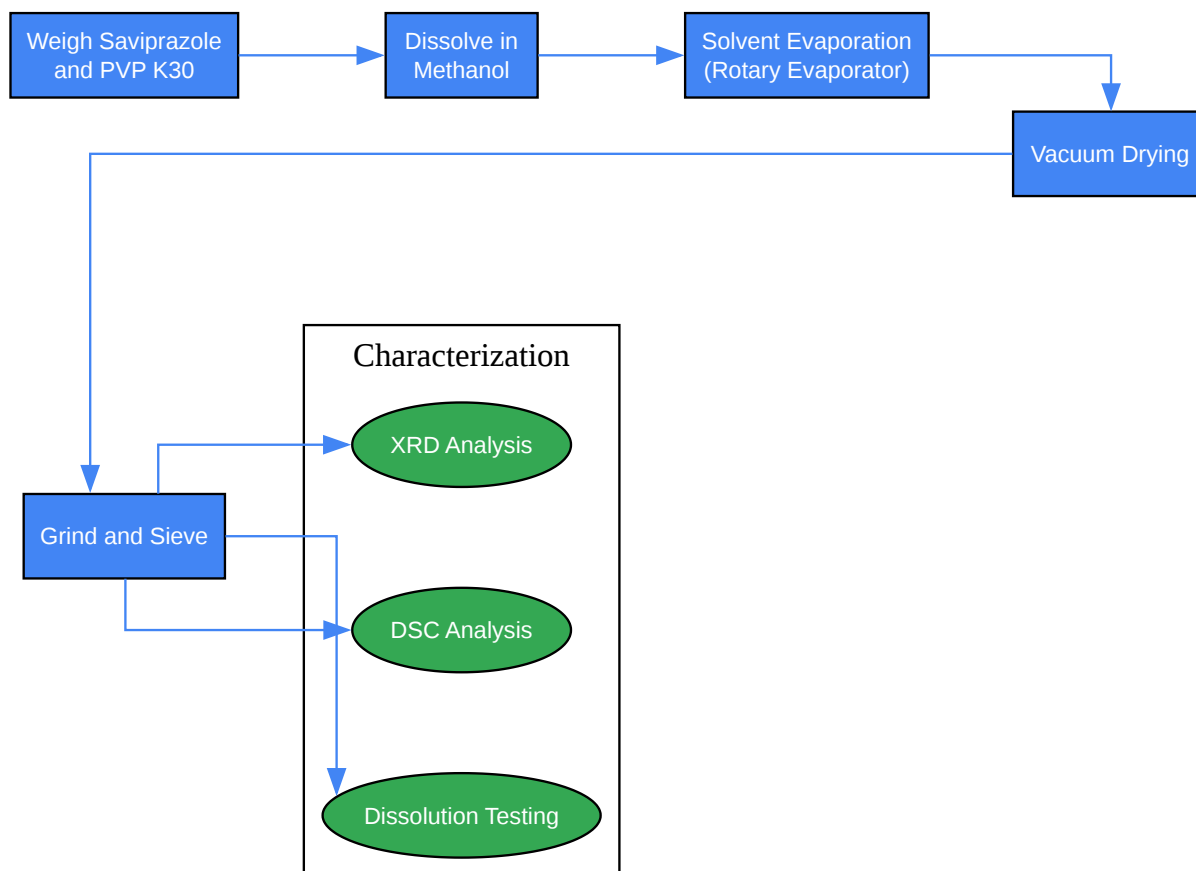 Weigh Saviprazole
and PVP K30
Dissolve in
Methanol
Solvent Evaporation
(Rotary Evaporator)
Vacuum Drying
Characterization
XRD Analysis
Grind and Sieve
DSC Analysis
Dissolution Testing